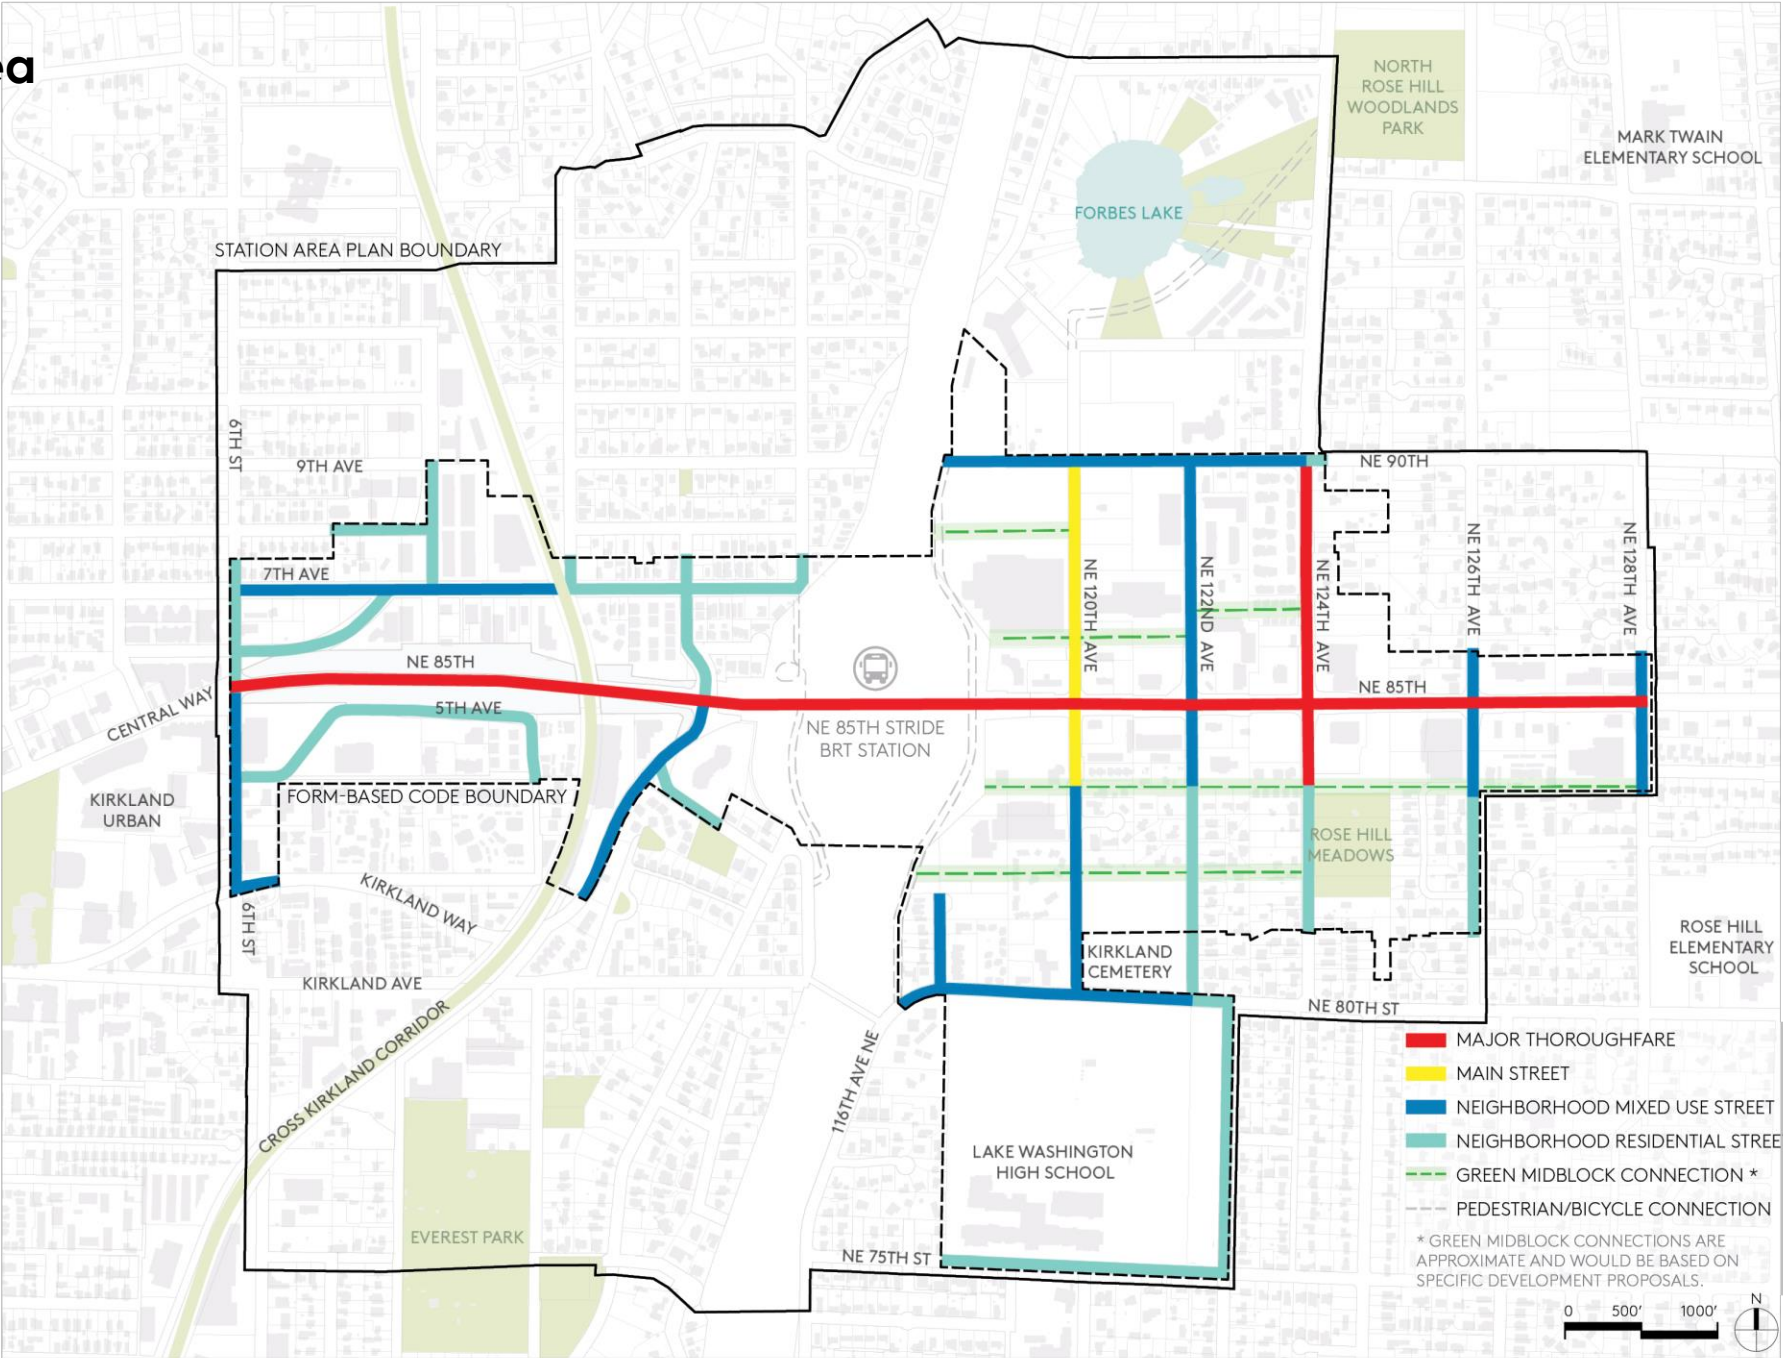 ea
NORTH
ROSE HILL
WOODLANDS
PARK
MARK TWAIN
ELEMENTARY SCHOOL
FORBES LAKE
STATION AREA PLAN BOUNDARY
6TH ST
9TH AVE
NE 90TH
7TH AVE
NE 120TH AVE
NE 122ND AVE
NE 124TH AVE
NE 126TH AVE
NE 128TH AVE
NE 85TH
NE 85TH
CENTRAL WAY
5TH AVE
NE 85TH STRIDE
BRT STATION
KIRKLAND
URBAN
FORM-BASED CODE BOUNDARY
ROSE HILL
MEADOWS
KIRKLAND WAY
6TH ST
KIRKLAND
CEMETERY
ROSE HILL
ELEMENTARY
SCHOOL
KIRKLAND AVE
NE 80TH ST
CROSS KIRKLAND CORRIDOR
116TH AVE NE
LAKE WASHINGTON
HIGH SCHOOL
EVEREST PARK
NE 75TH ST
MAJOR THOROUGHFARE
MAIN STREET
NEIGHBORHOOD MIXED USE STREET
NEIGHBORHOOD RESIDENTIAL STREE
GREEN MIDBLOCK CONNECTION *
PEDESTRIAN/BICYCLE CONNECTION
* GREEN MIDBLOCK CONNECTIONS ARE
APPROXIMATE AND WOULD BE BASED ON
SPECIFIC DEVELOPMENT PROPOSALS.
0 500' 1000'
N